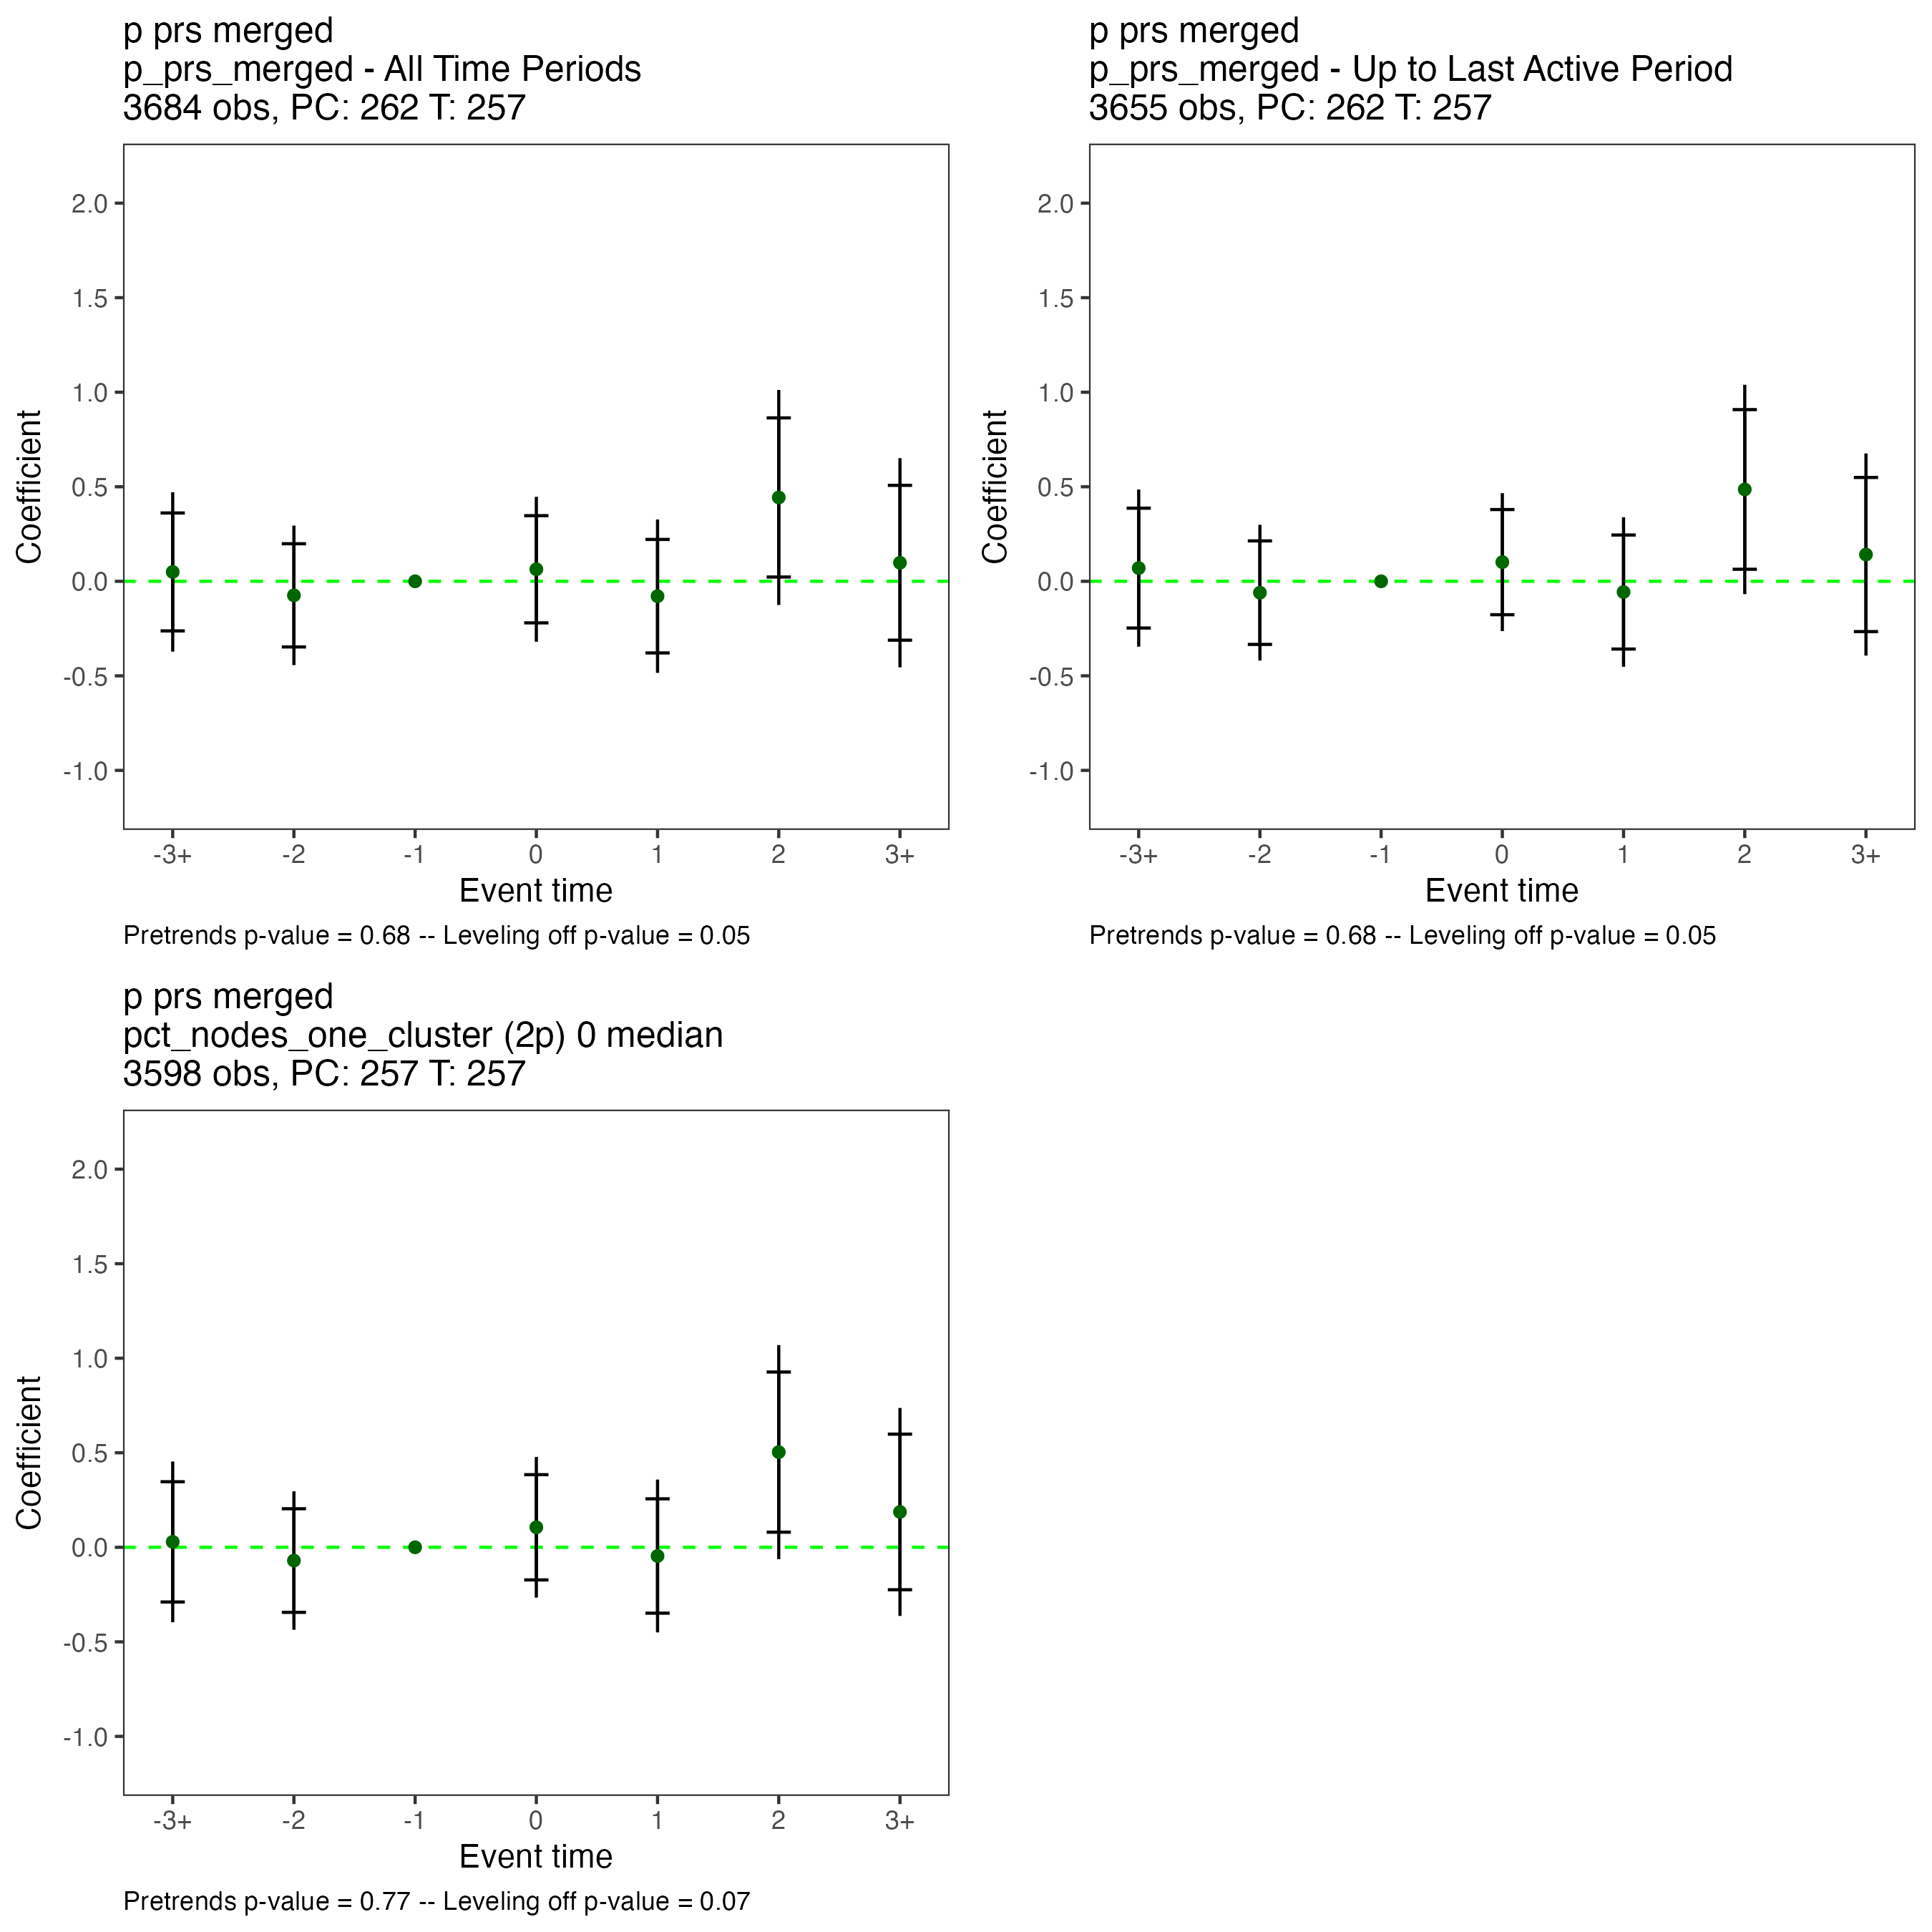 p prs merged
p_prs_merged - All Time Periods
3684 obs, PC: 262 T: 257
Coefficient
2.0
1.5
1.0
0.5
0.0
-0.5
-1.0
-3+ -2 -1 0 1 2 3+
Event time
Pretrends p-value = 0.68 -- Leveling off p-value = 0.05
p prs merged
p_prs_merged - Up to Last Active Period
3655 obs, PC: 262 T: 257
Coefficient
2.0
1.5
1.0
0.5
0.0
-0.5
-1.0
-3+ -2 -1 0 1 2 3+
Event time
Pretrends p-value = 0.68 -- Leveling off p-value = 0.05
p prs merged
pct_nodes_one_cluster (2p) 0 median
3598 obs, PC: 257 T: 257
Coefficient
2.0
1.5
1.0
0.5
0.0
-0.5
-1.0
-3+ -2 -1 0 1 2 3+
Event time
Pretrends p-value = 0.77 -- Leveling off p-value = 0.07